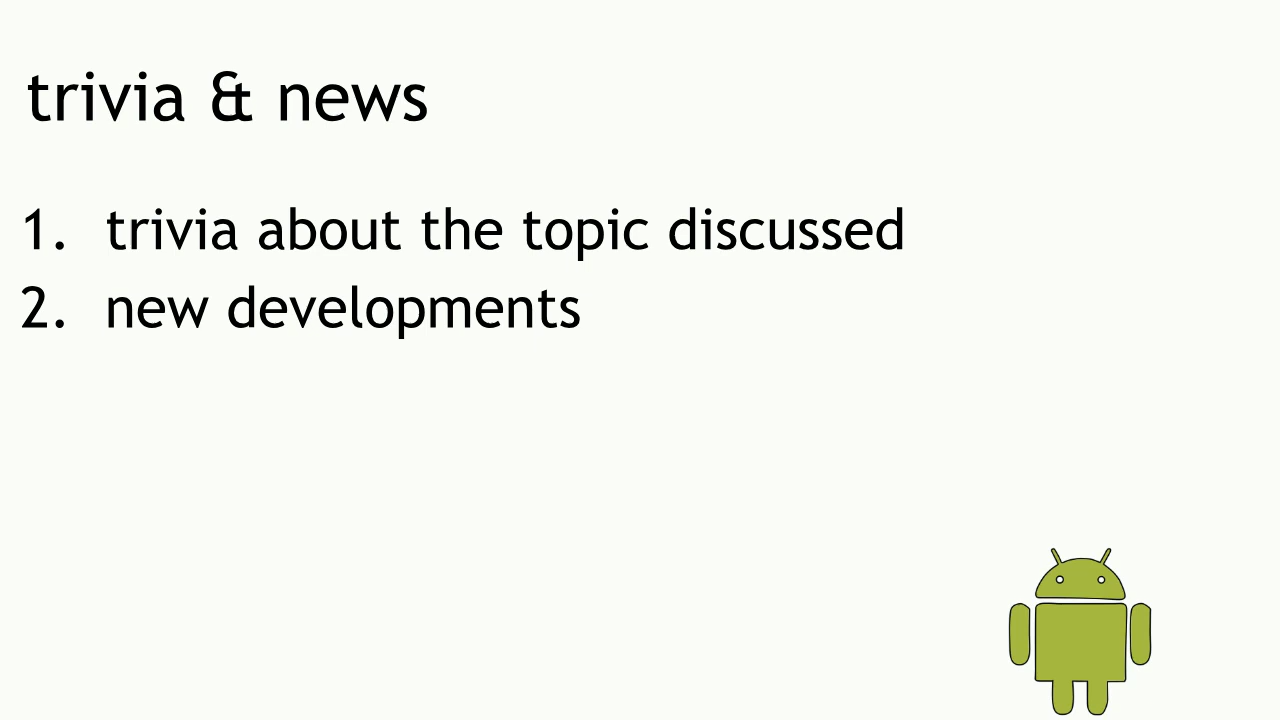 trivia & news
1. trivia about the topic discussed
2. new developments